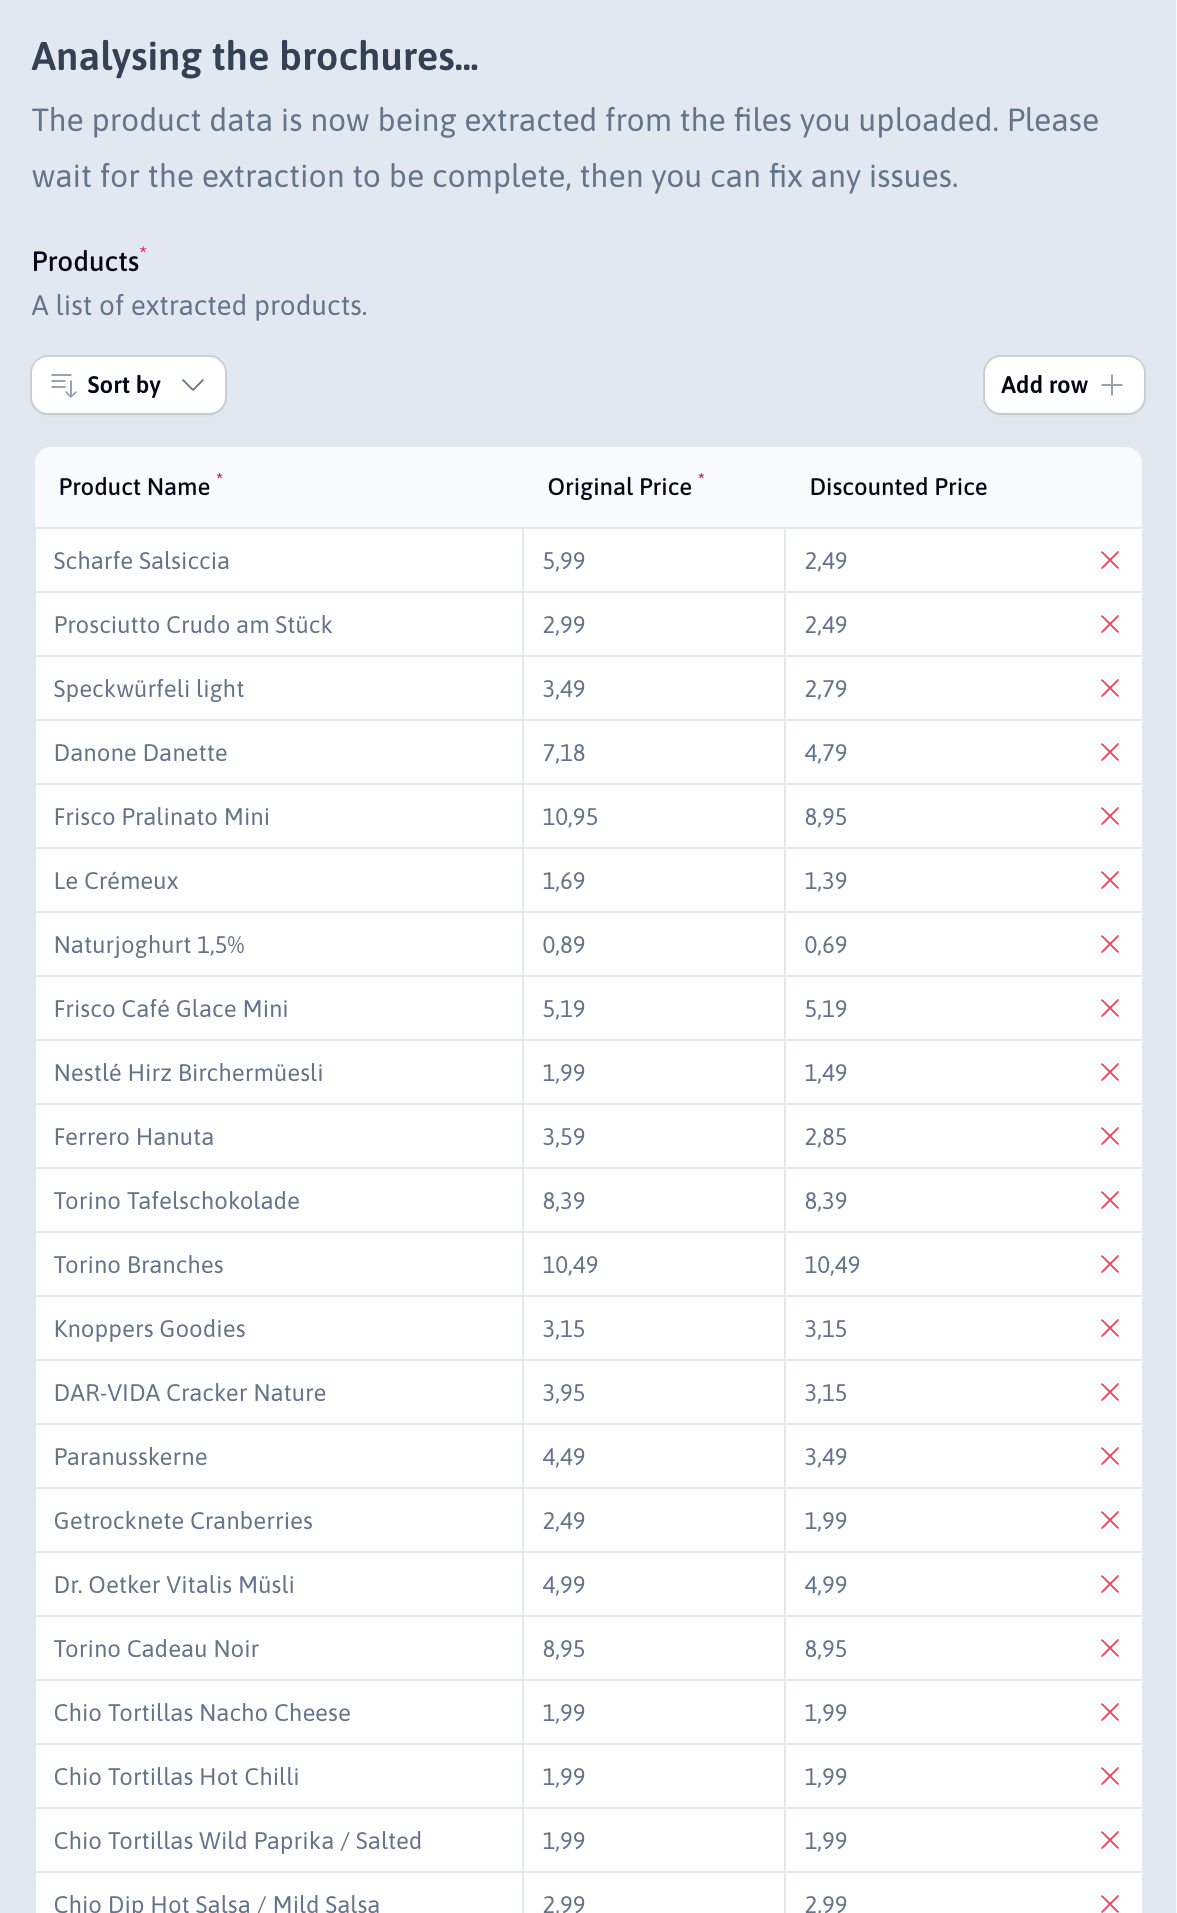 Analysing the brochures...
The product data is now being extracted from the files you uploaded. Please
wait for the extraction to be complete, then you can fix any issues.
Products*
A list of extracted products.
Sort by
Add row
Product Name * Original Price * Discounted Price
Scharfe Salsiccia 5,99 2,49
Prosciutto Crudo am Stück 2,99 2,49
Speckwürfeli light 3,49 2,79
Danone Danette 7,18 4,79
Frisco Pralinato Mini 10,95 8,95
Le Crémeux 1,69 1,39
Naturjoghurt 1,5% 0,89 0,69
Frisco Café Glace Mini 5,19 5,19
Nestlé Hirz Birchermüesli 1,99 1,49
Ferrero Hanuta 3,59 2,85
Torino Tafelschokolade 8,39 8,39
Torino Branches 10,49 10,49
Knoppers Goodies 3,15 3,15
DAR-VIDA Cracker Nature 3,95 3,15
Paranusskerne 4,49 3,49
Getrocknete Cranberries 2,49 1,99
Dr. Oetker Vitalis Müsli 4,99 4,99
Torino Cadeau Noir 8,95 8,95
Chio Tortillas Nacho Cheese 1,99 1,99
Chio Tortillas Hot Chilli 1,99 1,99
Chio Tortillas Wild Paprika / Salted 1,99 1,99
Chio Dip Hot Salsa / Mild Salsa 2,99 2,99